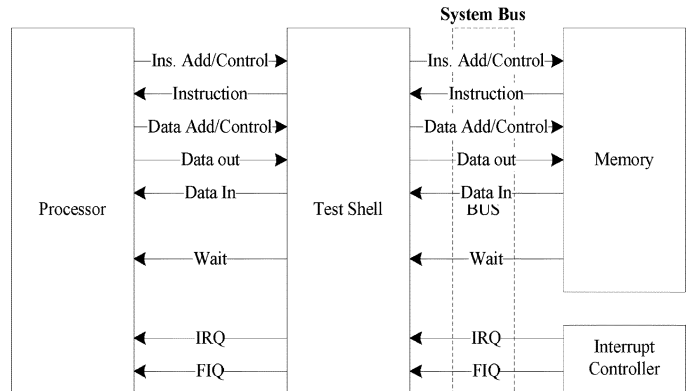 System Bus
Ins. Add/Control
Ins. Add/Control
Instruction
Instruction
Data Add/Control
Data Add/Control
Data out
Data out
Memory
Data In
Data In
Processor
Test Shell
BUS
Wait
Wait
IRQ
IRQ
Interrupt
Controller
FIQ
FIQ